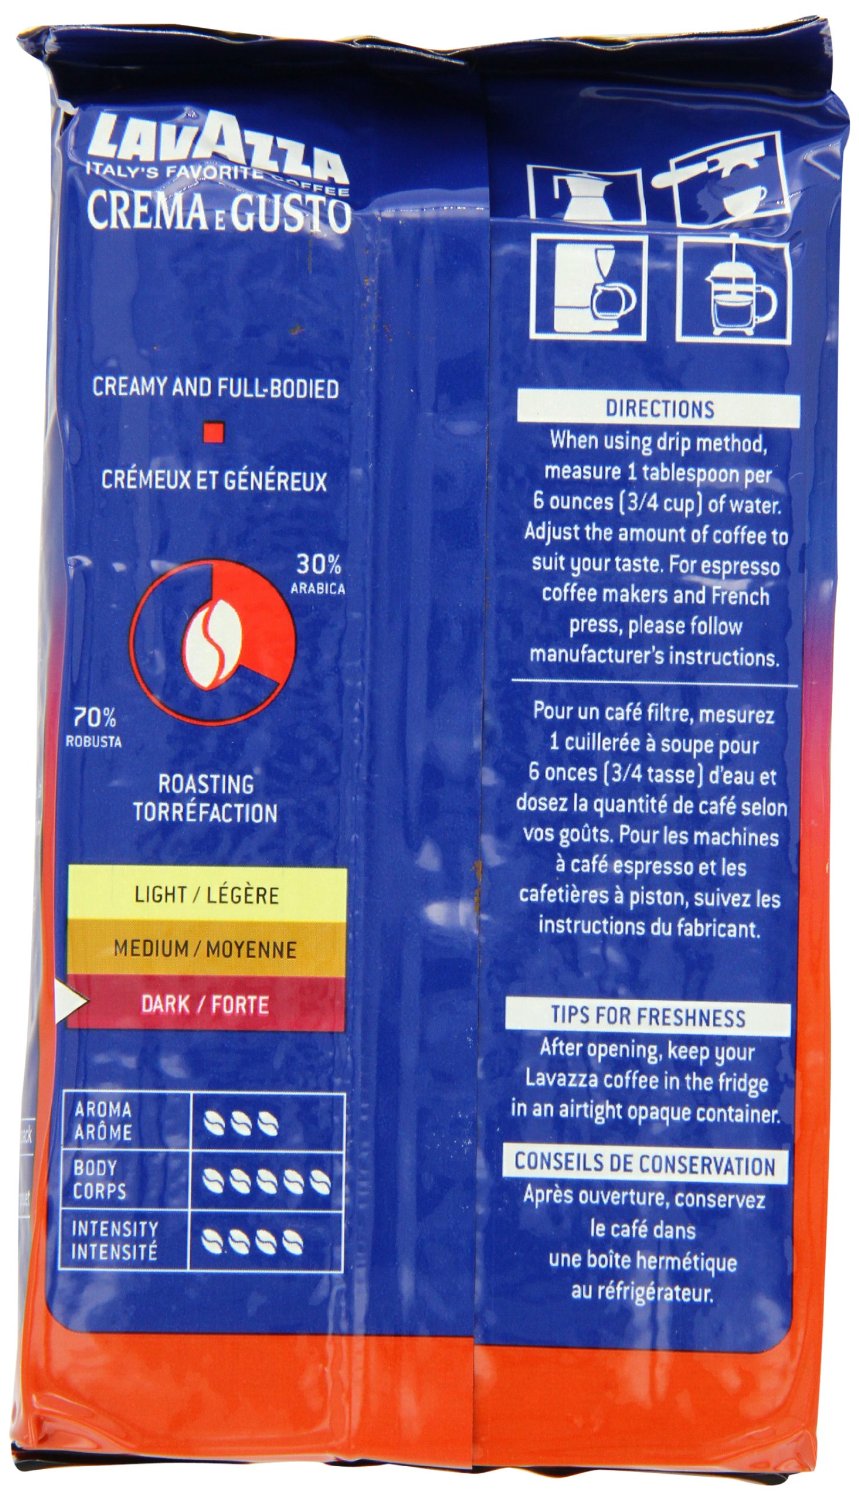 LAVAZZA
ITALY'S FAVORITE COFFEE
CREMA E GUSTO
CREAMY AND FULL-BODIED
CRÉMEUX ET GÉNÉREUX
30%
ARABICA
70%
ROBUSTA
ROASTING
TORRÉFACTION
LIGHT / LÉGÈRE
MEDIUM / MOYENNE
DARK / FORTE
AROMA
ARÔME
BODY
CORPS
INTENSITY
INTENSITÉ
DIRECTIONS
When using drip method,
measure 1 tablespoon per
6 ounces (3/4 cup) of water.
Adjust the amount of coffee to
suit your taste. For espresso
coffee makers and French
press, please follow
manufacturer's instructions.
Pour un café filtre, mesurez
1 cuillerée à soupe pour
6 onces (3/4 tasse) d'eau et
dosez la quantité de café selon
vos goûts. Pour les machines
à café espresso et les
cafetières à piston, suivez les
instructions du fabricant.
TIPS FOR FRESHNESS
After opening, keep your
Lavazza coffee in the fridge
in an airtight opaque container.
CONSEILS DE CONSERVATION
Après ouverture, conservez
le café dans
une boîte hermétique
au réfrigérateur.